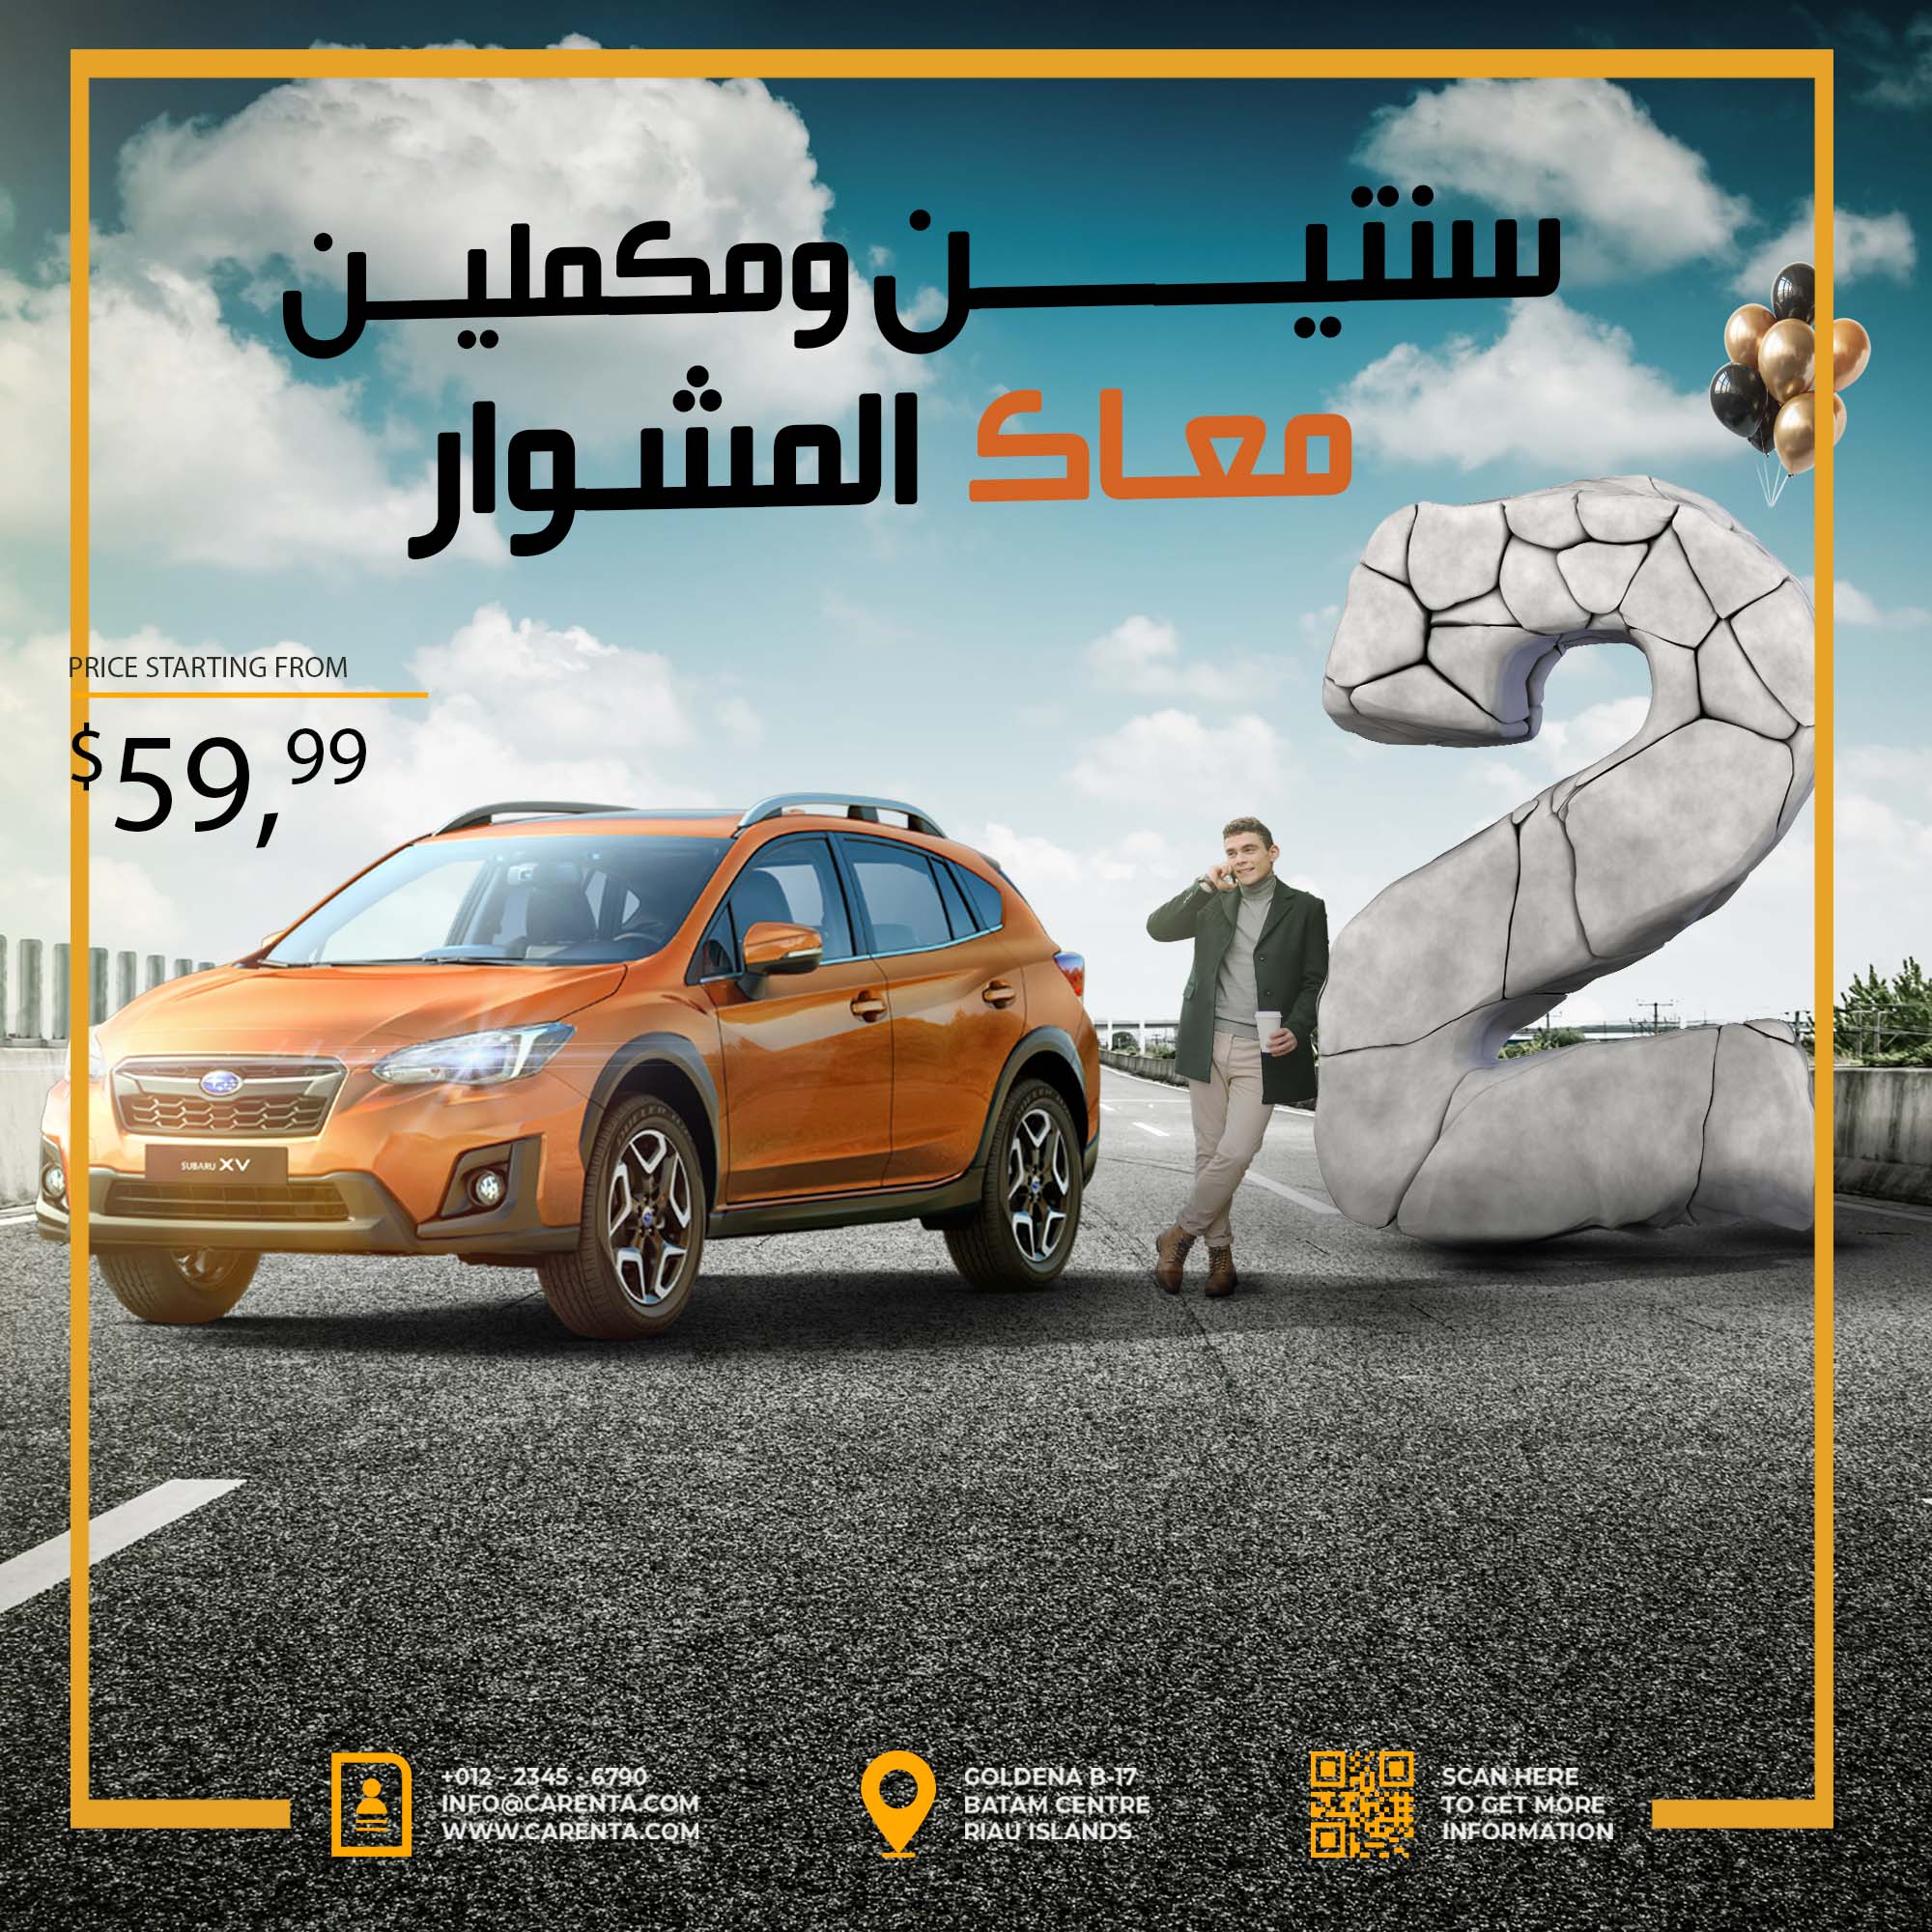 سنتيـــــن ومكمليـن
معـاك المشـوار
PRICE STARTING FROM
$59,99
SUBARU XV
+012 - 2345 - 6790
INFO@CARENTA.COM
WWW.CARENTA.COM
GOLDENA B-17
BATAM CENTRE
RIAU ISLANDS
SCAN HERE
TO GET MORE
INFORMATION
2